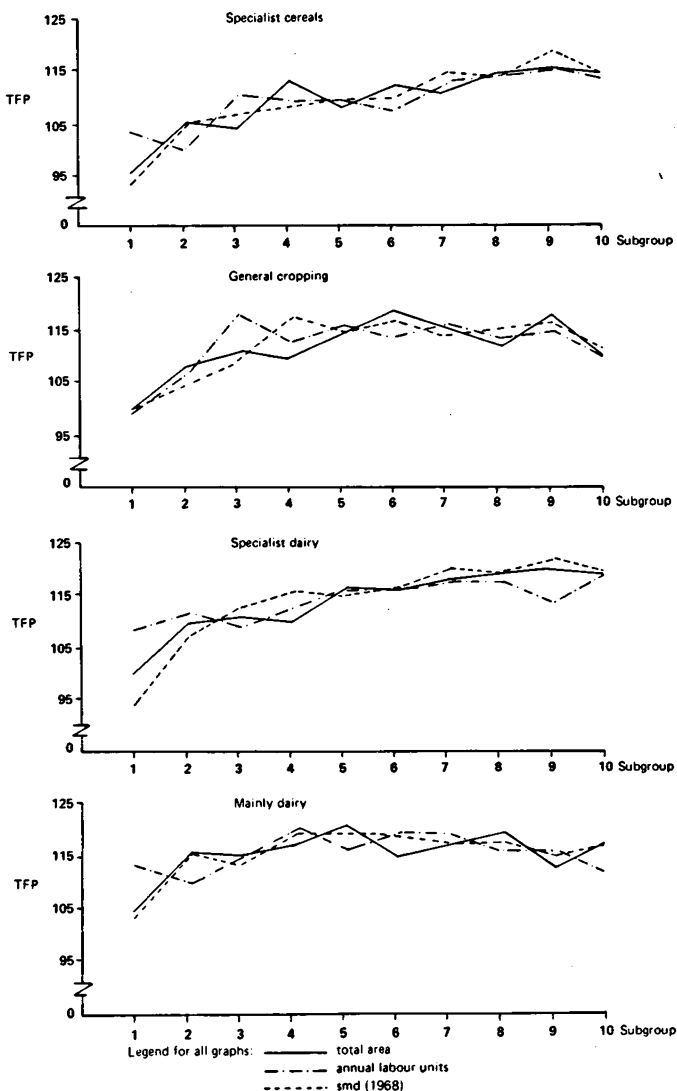 Specialist cereals
125
115
TFP
105
95
0
1 2 3 4 5 6 7 8 9 10 Subgroup
General cropping
125
115
TFP
105
95
0
1 2 3 4 5 6 7 8 9 10 Subgroup
Specialist dairy
125
115
TFP
105
95
0
1 2 3 4 5 6 7 8 9 10 Subgroup
Mainly dairy
125
115
TFP
105
95
0
1 2 3 4 5 6 7 8 9 10 Subgroup
Legend for all graphs: total area
annual labour units
smd (1968)